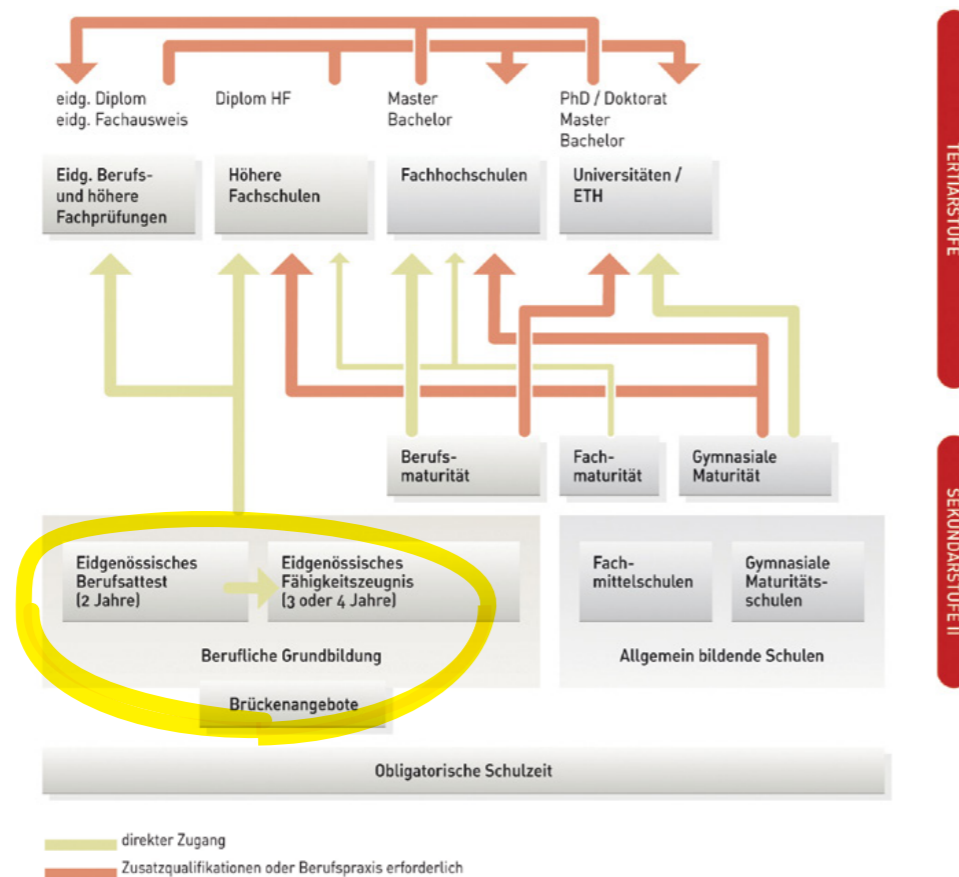 eidg. Diplom
eidg. Fachausweis
Diplom HF
Master
Bachelor
PhD / Doktorat
Master
Bachelor
Eidg. Berufs-
und höhere
Fachprüfungen
Höhere
Fachschulen
Fachhochschulen
Universitäten /
ETH
TERTIÄRSTUFE
Berufs-
maturität
Fach-
maturität
Gymnasiale
Maturität
Eidgenössisches
Berufsattest
(2 Jahre)
Eidgenössisches
Fähigkeitszeugnis
(3 oder 4 Jahre)
Berufliche Grundbildung
Fach-
mittelschulen
Gymnasiale
Maturitäts-
schulen
Allgemein bildende Schulen
SEKUNDARSTUFE II
Brückenangebote
Obligatorische Schulzeit
direkter Zugang
Zusatzqualifikationen oder Berufspraxis erforderlich